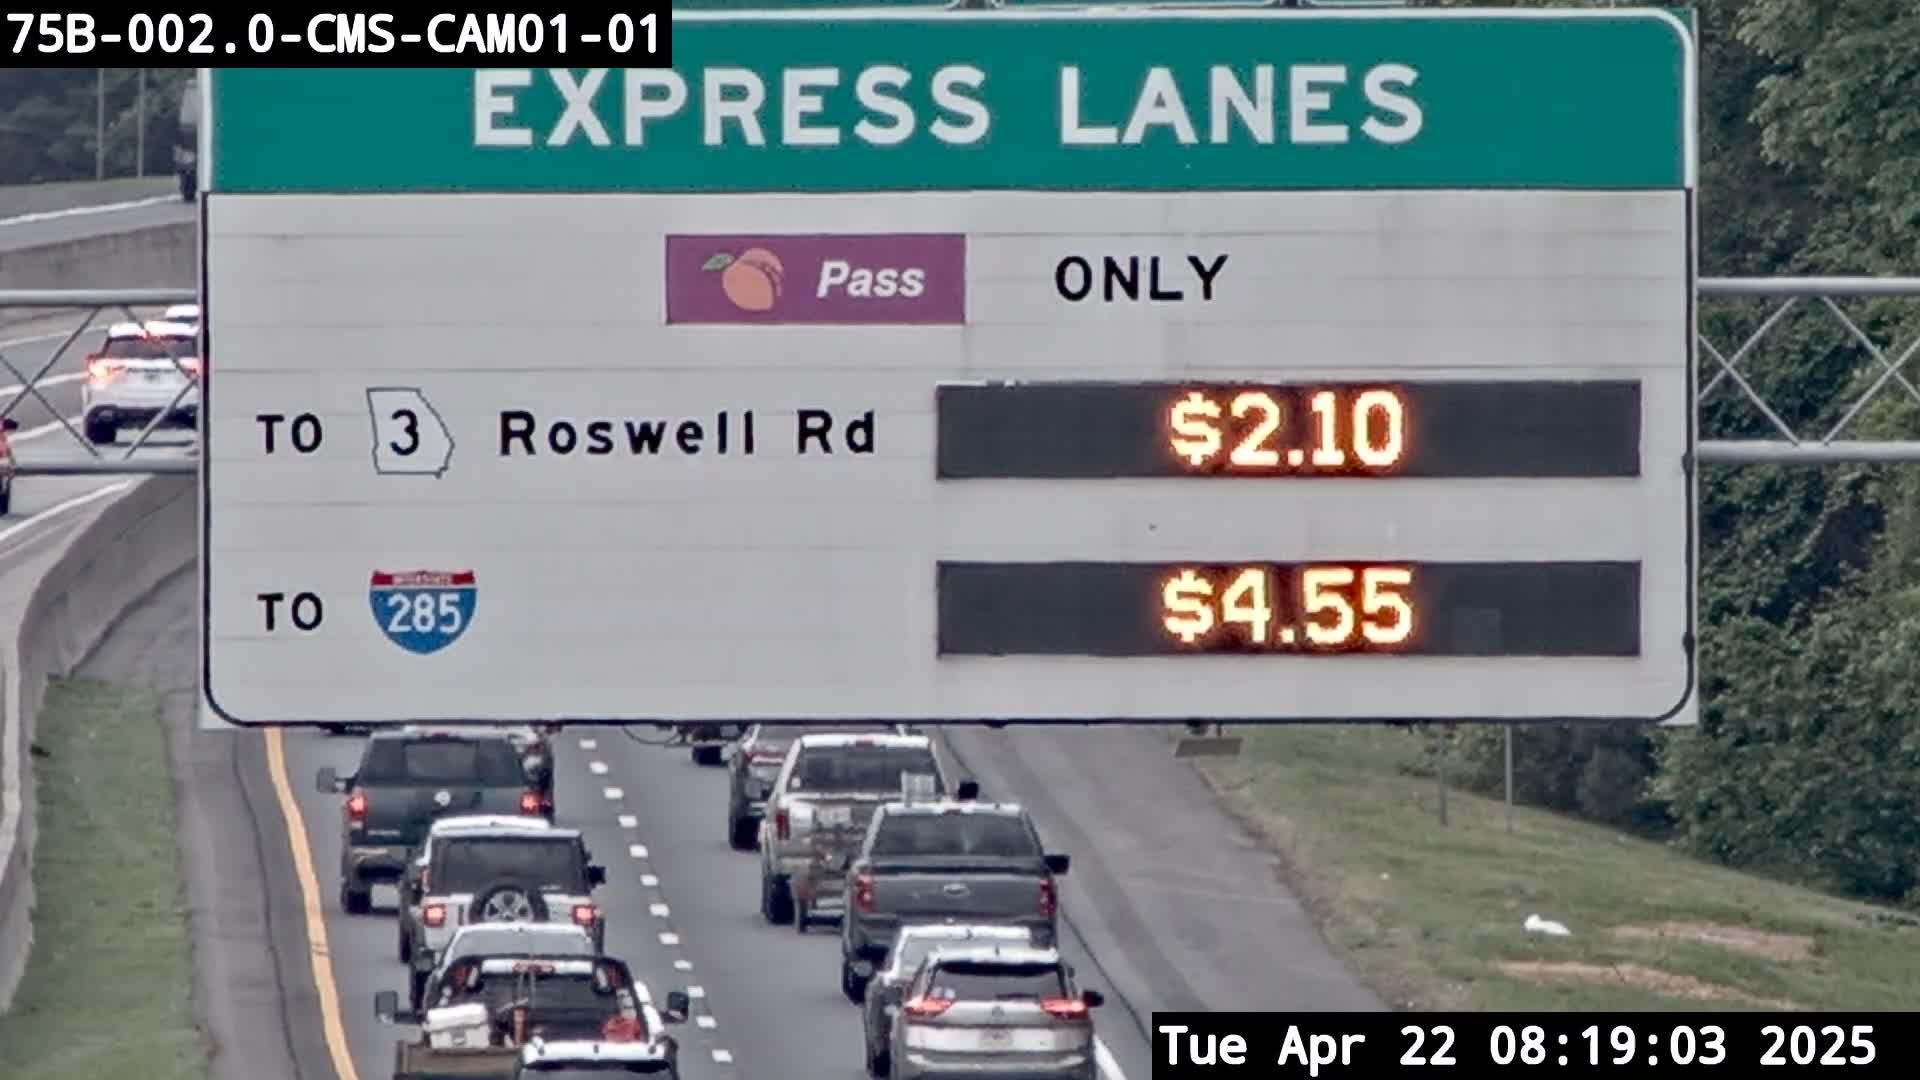 75B-002.0-CMS-CAM01-01
EXPRESS LANES
Pass ONLY
TO 3 Roswell Rd $2.10
INTERSTATE
TO 285 $4.55
Tue Apr 22 08:19:03 2025